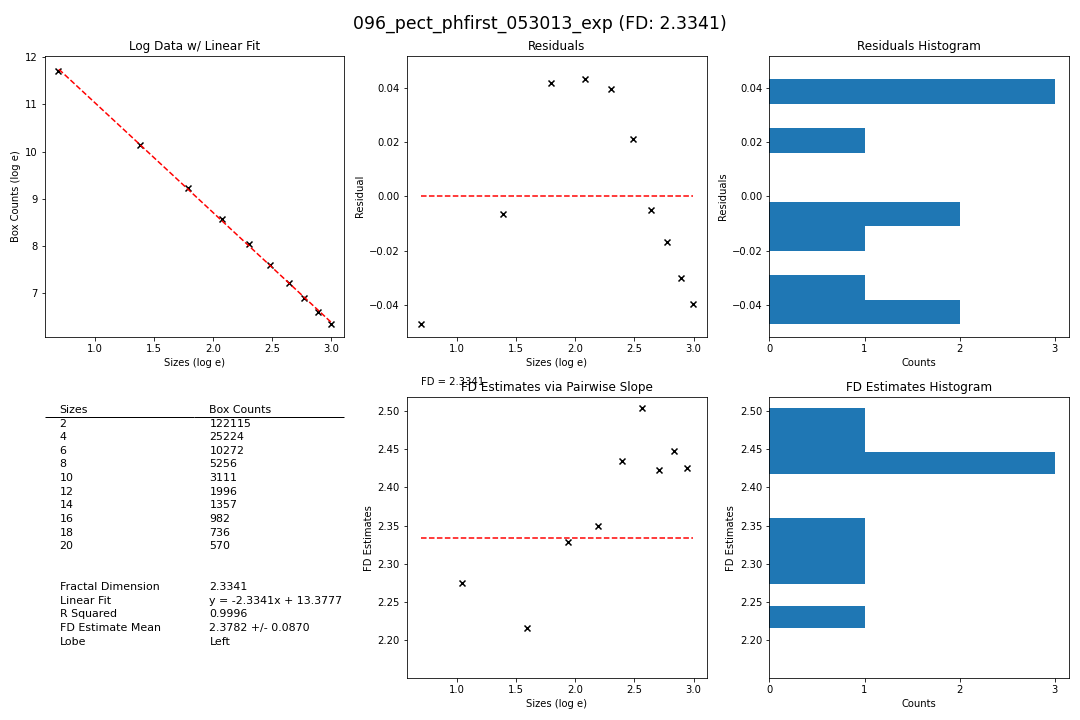 096_pect_phfirst_053013_exp (FD: 2.3341)
Log Data w/ Linear Fit
Box Counts (log e)
12
11
10
9
8
7
1.0 1.5 2.0 2.5 3.0
Sizes (log e)
Residuals
Residual
0.04
0.02
0.00
−0.02
−0.04
1.0 1.5 2.0 2.5 3.0
Sizes (log e)
Residuals Histogram
Residuals
0.04
0.02
0.00
−0.02
−0.04
0 1 2 3
Counts
Sizes Box Counts
2 122115
4 25224
6 10272
8 5256
10 3111
12 1996
14 1357
16 982
18 736
20 570
Fractal Dimension 2.3341
Linear Fit y = -2.3341x + 13.3777
R Squared 0.9996
FD Estimate Mean 2.3782 +/- 0.0870
Lobe Left
FD = 2.3341
FD Estimates via Pairwise Slope
FD Estimates
2.50
2.45
2.40
2.35
2.30
2.25
2.20
1.0 1.5 2.0 2.5 3.0
Sizes (log e)
FD Estimates Histogram
FD Estimates
2.50
2.45
2.40
2.35
2.30
2.25
2.20
0 1 2 3
Counts